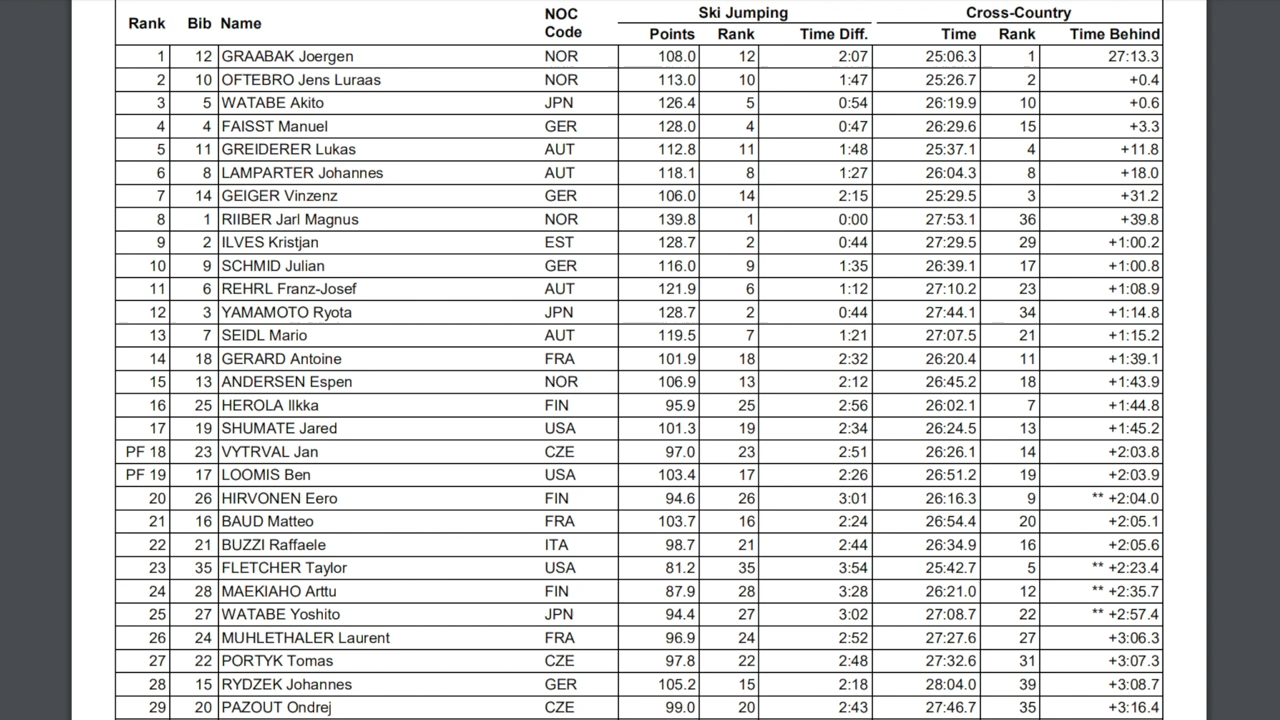 Rank Bib Name NOC Code Ski Jumping Cross-Country
Points Rank Time Diff. Time Rank Time Behind
1 12 GRAABAK Joergen NOR 108.0 12 2:07 25:06.3 1 27:13.3
2 10 OFTEBRO Jens Luraas NOR 113.0 10 1:47 25:26.7 2 +0.4
3 5 WATABE Akito JPN 126.4 5 0:54 26:19.9 10 +0.6
4 4 FAISST Manuel GER 128.0 4 0:47 26:29.6 15 +3.3
5 11 GREIDERER Lukas AUT 112.8 11 1:48 25:37.1 4 +11.8
6 8 LAMPARTER Johannes AUT 118.1 8 1:27 26:04.3 8 +18.0
7 14 GEIGER Vinzenz GER 106.0 14 2:15 25:29.5 3 +31.2
8 1 RIIBER Jarl Magnus NOR 139.8 1 0:00 27:53.1 36 +39.8
9 2 ILVES Kristjan EST 128.7 2 0:44 27:29.5 29 +1:00.2
10 9 SCHMID Julian GER 116.0 9 1:35 26:39.1 17 +1:00.8
11 6 REHRL Franz-Josef AUT 121.9 6 1:12 27:10.2 23 +1:08.9
12 3 YAMAMOTO Ryota JPN 128.7 2 0:44 27:44.1 34 +1:14.8
13 7 SEIDL Mario AUT 119.5 7 1:21 27:07.5 21 +1:15.2
14 18 GERARD Antoine FRA 101.9 18 2:32 26:20.4 11 +1:39.1
15 13 ANDERSEN Espen NOR 106.9 13 2:12 26:45.2 18 +1:43.9
16 25 HEROLA Ilkka FIN 95.9 25 2:56 26:02.1 7 +1:44.8
17 19 SHUMATE Jared USA 101.3 19 2:34 26:24.5 13 +1:45.2
PF 18 23 VYTRVAL Jan CZE 97.0 23 2:51 26:26.1 14 +2:03.8
PF 19 17 LOOMIS Ben USA 103.4 17 2:26 26:51.2 19 +2:03.9
20 26 HIRVONEN Eero FIN 94.6 26 3:01 26:16.3 9 ** +2:04.0
21 16 BAUD Matteo FRA 103.7 16 2:24 26:54.4 20 +2:05.1
22 21 BUZZI Raffaele ITA 98.7 21 2:44 26:34.9 16 +2:05.6
23 35 FLETCHER Taylor USA 81.2 35 3:54 25:42.7 5 ** +2:23.4
24 28 MAEKIAHO Arttu FIN 87.9 28 3:28 26:21.0 12 ** +2:35.7
25 27 WATABE Yoshito JPN 94.4 27 3:02 27:08.7 22 ** +2:57.4
26 24 MUHLETHALER Laurent FRA 96.9 24 2:52 27:27.6 27 +3:06.3
27 22 PORTYK Tomas CZE 97.8 22 2:48 27:32.6 31 +3:07.3
28 15 RYDZEK Johannes GER 105.2 15 2:18 28:04.0 39 +3:08.7
29 20 PAZOUT Ondrej CZE 99.0 20 2:43 27:46.7 35 +3:16.4